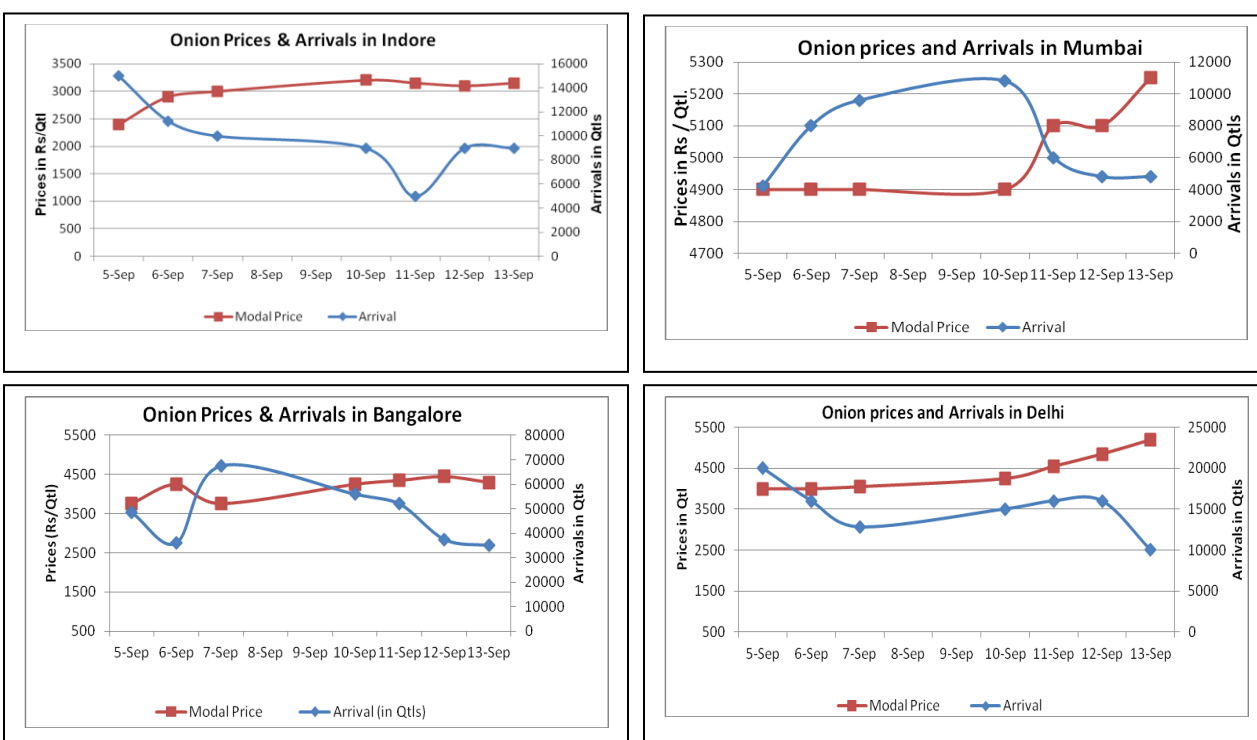 Onion Prices & Arrivals in Indore
Prices in Rs/Qtl
3500
3000
2500
2000
1500
1000
500
0
16000
14000
12000
10000
8000
6000
4000
2000
0
Arrivals in Qtls
5-Sep 6-Sep 7-Sep 8-Sep 9-Sep 10-Sep 11-Sep 12-Sep 13-Sep
Modal Price Arrival
Onion prices and Arrivals in Mumbai
Prices in Rs / Qtl.
5300
5200
5100
5000
4900
4800
4700
12000
10000
8000
6000
4000
2000
0
Arrivals in Qtls
5-Sep 6-Sep 7-Sep 8-Sep 9-Sep 10-Sep 11-Sep 12-Sep 13-Sep
Modal Price Arrival
Onion Prices & Arrivals in Bangalore
Prices (Rs/Qtl)
5500
4500
3500
2500
1500
500
80000
70000
60000
50000
40000
30000
20000
10000
0
Arrivals in Qtls
5-Sep 6-Sep 7-Sep 8-Sep 9-Sep 10-Sep 11-Sep 12-Sep 13-Sep
Modal Price Arrival (in Qtls)
Onion prices and Arrivals in Delhi
Prices in Qtl
5500
4500
3500
2500
1500
500
25000
20000
15000
10000
5000
0
Arrivals in Qtls
5-Sep 6-Sep 7-Sep 8-Sep 9-Sep 10-Sep 11-Sep 12-Sep 13-Sep
Modal Price Arrival